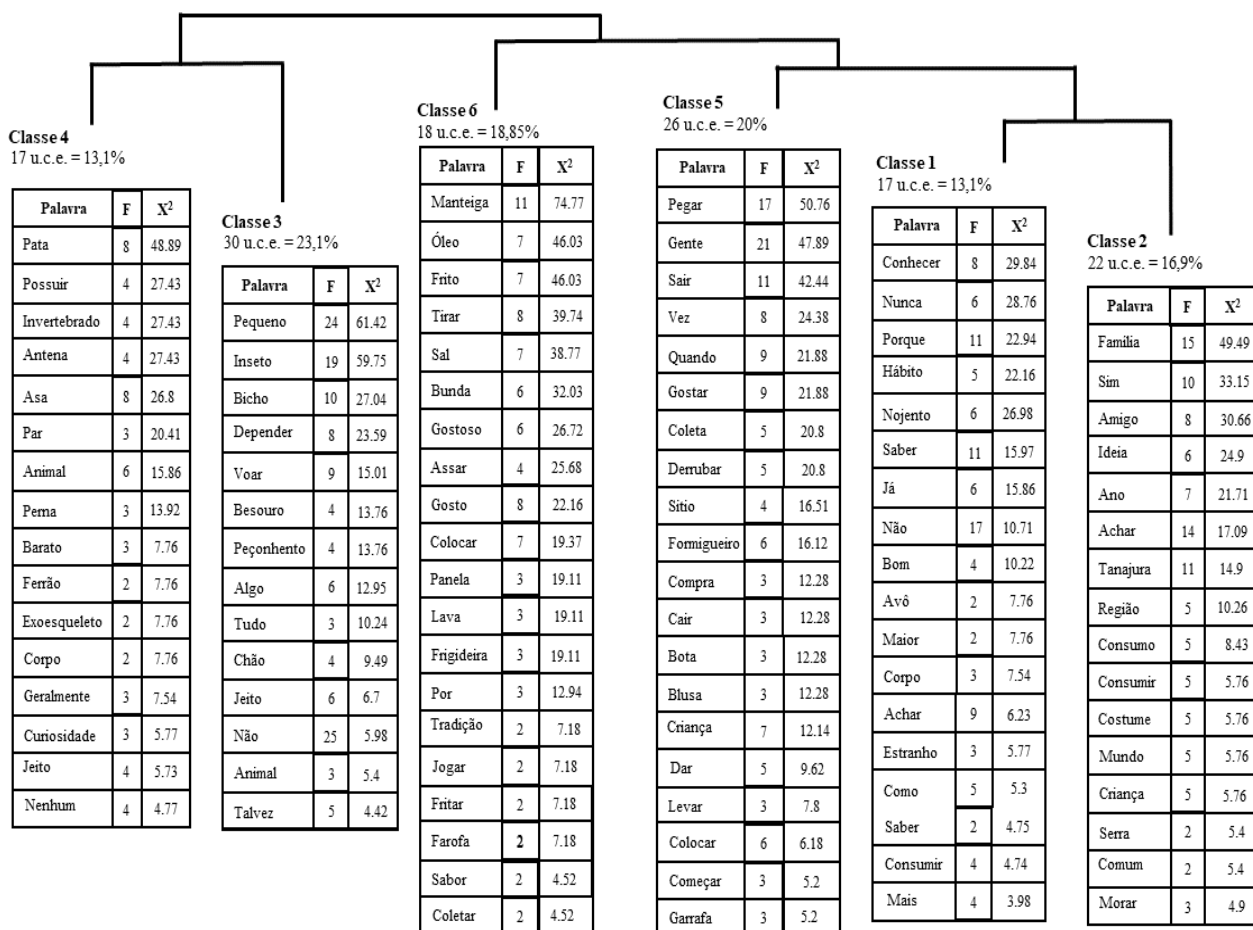 Classe 4
17 u.c.e. = 13,1%
Palavra F X²
Pata 8 48.89
Possuir 4 27.43
Invertebrado 4 27.43
Antena 4 27.43
Asa 8 26.8
Par 3 20.41
Animal 6 15.86
Perna 3 13.92
Barato 3 7.76
Ferrão 2 7.76
Exoesqueleto 2 7.76
Corpo 2 7.76
Geralmente 3 7.54
Curiosidade 3 5.77
Jeito 4 5.73
Nenhum 4 4.77
Classe 3
30 u.c.e. = 23,1%
Palavra F X²
Pequeno 24 61.42
Inseto 19 59.75
Bicho 10 27.04
Depender 8 23.59
Voar 9 15.01
Besouro 4 13.76
Peçonhento 4 13.76
Algo 6 12.95
Tudo 3 10.24
Chão 4 9.49
Jeito 6 6.7
Não 25 5.98
Animal 3 5.4
Talvez 5 4.42
Classe 6
18 u.c.e. = 18,85%
Palavra F X²
Manteiga 11 74.77
Óleo 7 46.03
Frito 7 46.03
Tirar 8 39.74
Sal 7 38.77
Bunda 6 32.03
Gostoso 6 26.72
Assar 4 25.68
Gosto 8 22.16
Colocar 7 19.37
Panela 3 19.11
Lava 3 19.11
Frigideira 3 19.11
Por 3 12.94
Tradição 2 7.18
Jogar 2 7.18
Fritar 2 7.18
Farofa 2 7.18
Sabor 2 4.52
Coletar 2 4.52
Classe 5
26 u.c.e. = 20%
Palavra F X²
Pegar 17 50.76
Gente 21 47.89
Sair 11 42.44
Vez 8 24.38
Quando 9 21.88
Gostar 9 21.88
Coleta 5 20.8
Derrubar 5 20.8
Sitio 4 16.51
Formigueiro 6 16.12
Compra 3 12.28
Cair 3 12.28
Bota 3 12.28
Blusa 3 12.28
Criança 7 12.14
Dar 5 9.62
Levar 3 7.8
Colocar 6 6.18
Começar 3 5.2
Garrafa 3 5.2
Classe 1
17 u.c.e. = 13,1%
Palavra F X²
Conhecer 8 29.84
Nunca 6 28.76
Porque 11 22.94
Hábito 5 22.16
Nojento 6 26.98
Saber 11 15.97
Já 6 15.86
Não 17 10.71
Bom 4 10.22
Avô 2 7.76
Maior 2 7.76
Corpo 3 7.54
Achar 9 6.23
Estranho 3 5.77
Como 5 5.3
Saber 2 4.75
Consumir 4 4.74
Mais 4 3.98
Classe 2
22 u.c.e. = 16,9%
Palavra F X²
Família 15 49.49
Sim 10 33.15
Amigo 8 30.66
Ideia 6 24.9
Ano 7 21.71
Achar 14 17.09
Tanajura 11 14.9
Região 5 10.26
Consumo 5 8.43
Consumir 5 5.76
Costume 5 5.76
Mundo 5 5.76
Criança 5 5.76
Serra 2 5.4
Comum 2 5.4
Morar 3 4.9